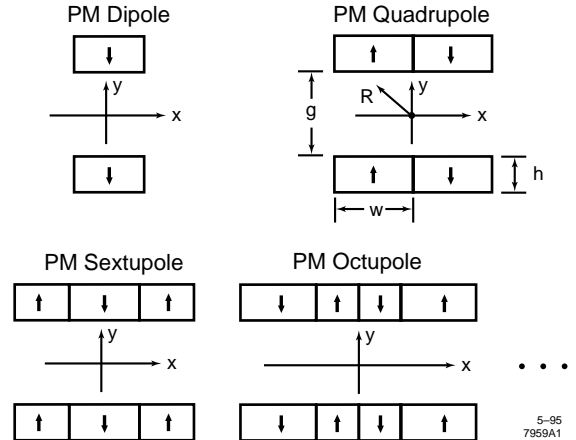 PM Dipole
PM Quadrupole
y
x
g
R
y
x
h
w
PM Sextupole
PM Octupole
y
x
y
x
5–95
7959A1